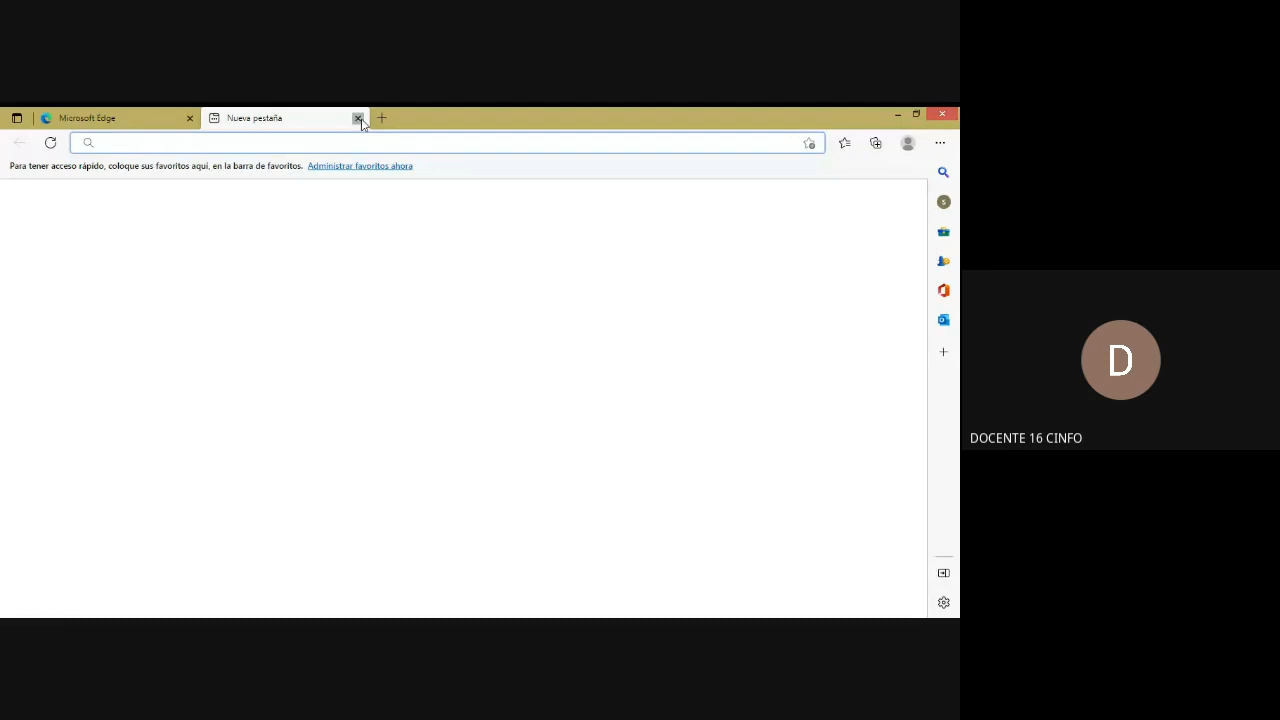 Microsoft Edge
Nueva pestaña
Para tener acceso rápido, coloque sus favoritos aquí, en la barra de favoritos. Administrar favoritos ahora
S
D
DOCENTE 16 CINFO